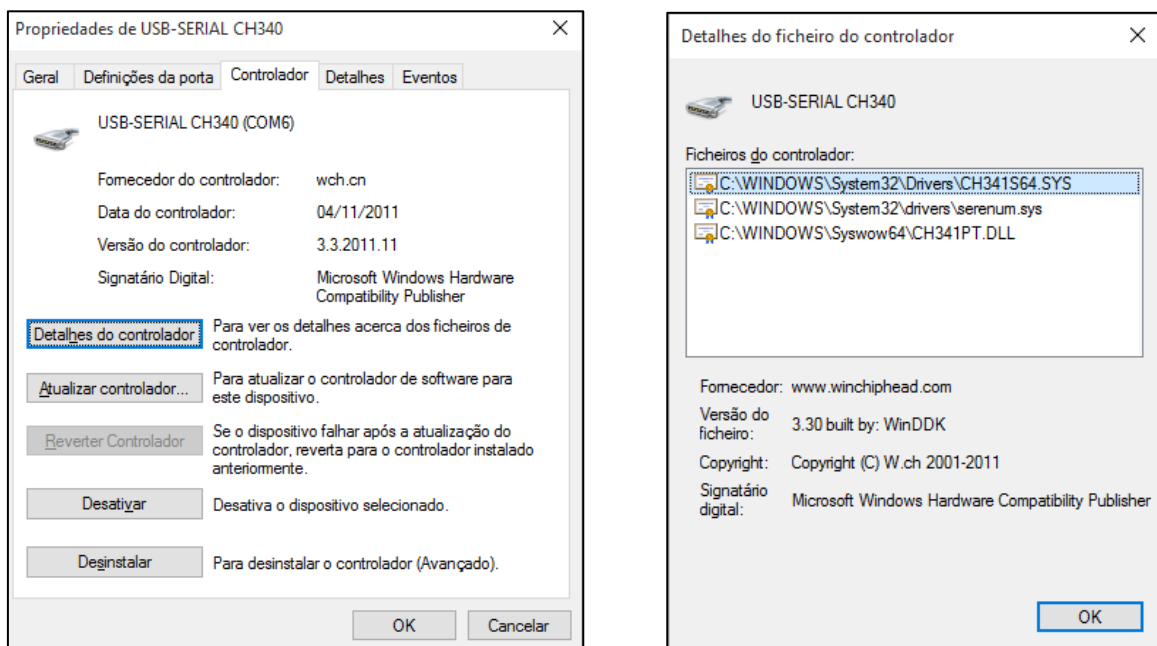 Propriedades de USB-SERIAL CH340
Geral Definições da porta Controlador Detalhes Eventos
USB-SERIAL CH340 (COM6)
Fornecedor do controlador: wch.cn
Data do controlador: 04/11/2011
Versão do controlador: 3.3.2011.11
Signatário Digital: Microsoft Windows Hardware
Compatibility Publisher
Detalhes do controlador
Para ver os detalhes acerca dos ficheiros de
controlador.
Atualizar controlador...
Para atualizar o controlador de software para
este dispositivo.
Reverter Controlador
Se o dispositivo falhar após a atualização do
controlador, reverta para o controlador instalado
anteriormente.
Desativar
Desativa o dispositivo selecionado.
Desinstalar
Para desinstalar o controlador (Avançado).
OK Cancelar
Detalhes do ficheiro do controlador
USB-SERIAL CH340
Ficheiros do controlador:
C:\WINDOWS\System32\Drivers\CH341S64.SYS
C:\WINDOWS\System32\drivers\serenum.sys
C:\WINDOWS\Syswow64\CH341PT.DLL
Fornecedor: www.winchiphead.com
Versão do
ficheiro: 3.30 built by: WinDDK
Copyright: Copyright (C) W.ch 2001-2011
Signatário
digital: Microsoft Windows Hardware Compatibility Publisher
OK